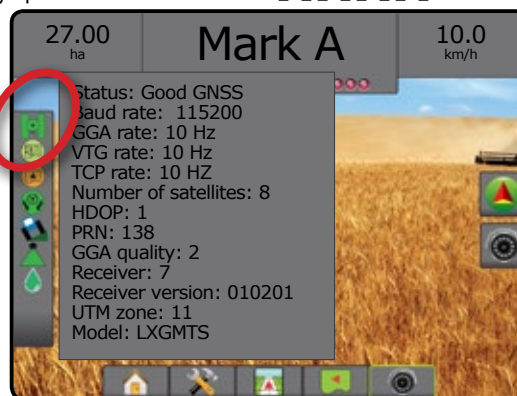 27.00
ha
Mark A
10.0
km/h
Status: Good GNSS
Baud rate: 115200
GGA rate: 10 Hz
VTG rate: 10 Hz
TCP rate: 10 HZ
Number of satellites: 8
HDOP: 1
PRN: 138
GGA quality: 2
Receiver: 7
Receiver version: 010201
UTM zone: 11
Model: LXGMTS